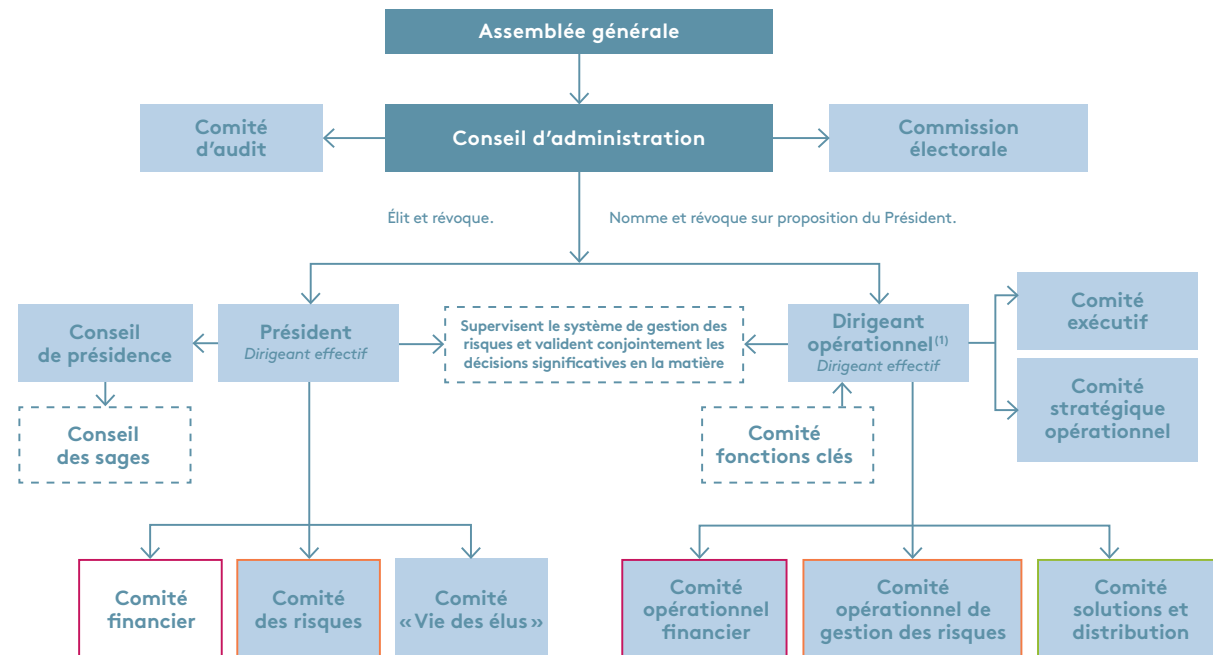 Assemblée générale
Comité
d'audit
Conseil d'administration
Commission
électorale
Élit et révoque.
Nomme et révoque sur proposition du Président.
Conseil
de présidence
Président
Dirigeant effectif
Supervisent le système de gestion des
risques et valident conjointement les
décisions significatives en la matière
Dirigeant
opérationnel(1)
Dirigeant effectif
Comité
exécutif
Comité
stratégique
opérationnel
Conseil
des sages
Comité
fonctions clés
Comité
financier
Comité
des risques
Comité
« Vie des élus »
Comité
opérationnel
financier
Comité
opérationnel de
gestion des risques
Comité
solutions et
distribution